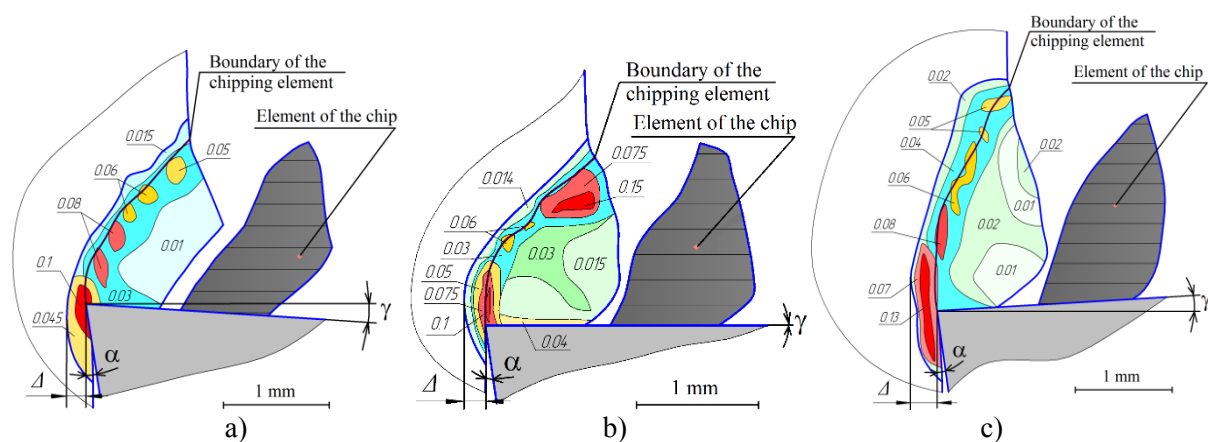 Boundary of the
chipping element
Element of the chip
0.015
0.05
0.06
0.08
0.01
0.1
0.03
0.045
γ
α
Δ
1 mm
a)
Boundary of the
chipping element
Element of the chip
0.075
0.014
0.15
0.06
0.03
0.03
0.05
0.015
0.075
0.1
0.04
γ
α
Δ
1 mm
b)
Boundary of the
chipping element
Element of the chip
0.02
0.05
0.04
0.02
0.06
0.01
0.08
0.02
0.07
0.01
0.13
γ
α
Δ
1 mm
c)